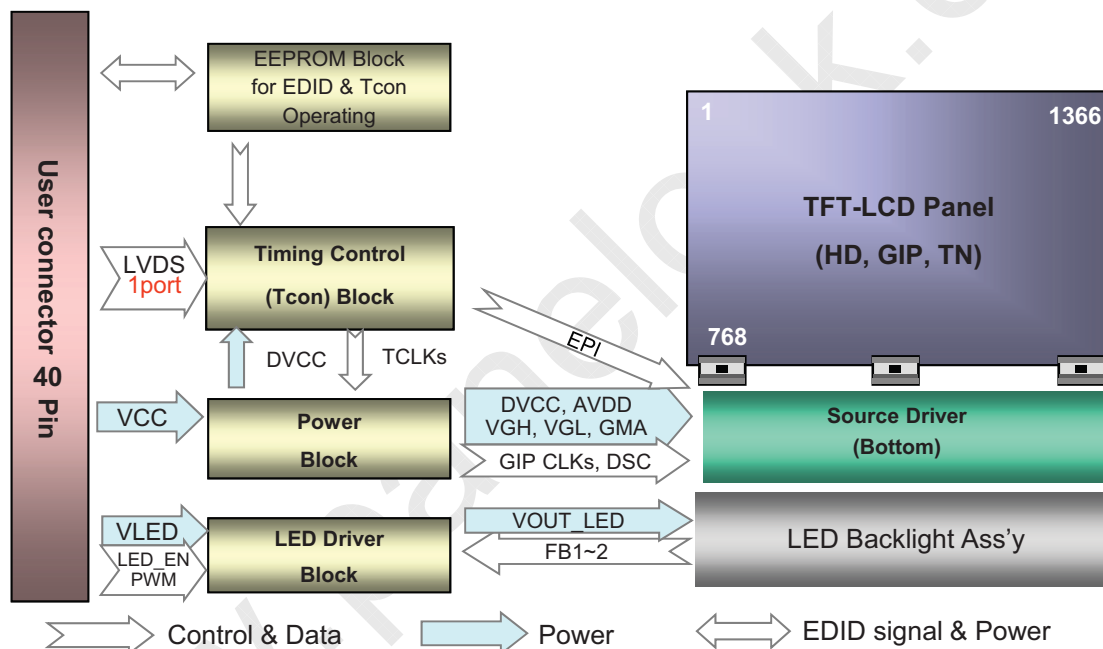 User connector 40 Pin
EEPROM Block
for EDID & Tcon
Operating
LVDS
1port
Timing Control
(Tcon) Block
DVCC
TCLKs
EPI
VCC
Power
Block
DVCC, AVDD
VGH, VGL, GMA
GIP CLKs, DSC
VLED
LED_EN
PWM
LED Driver
Block
VOUT_LED
FB1~2
1
1366
TFT-LCD Panel
(HD, GIP, TN)
768
Source Driver
(Bottom)
LED Backlight Ass'y
Control & Data
Power
EDID signal & Power